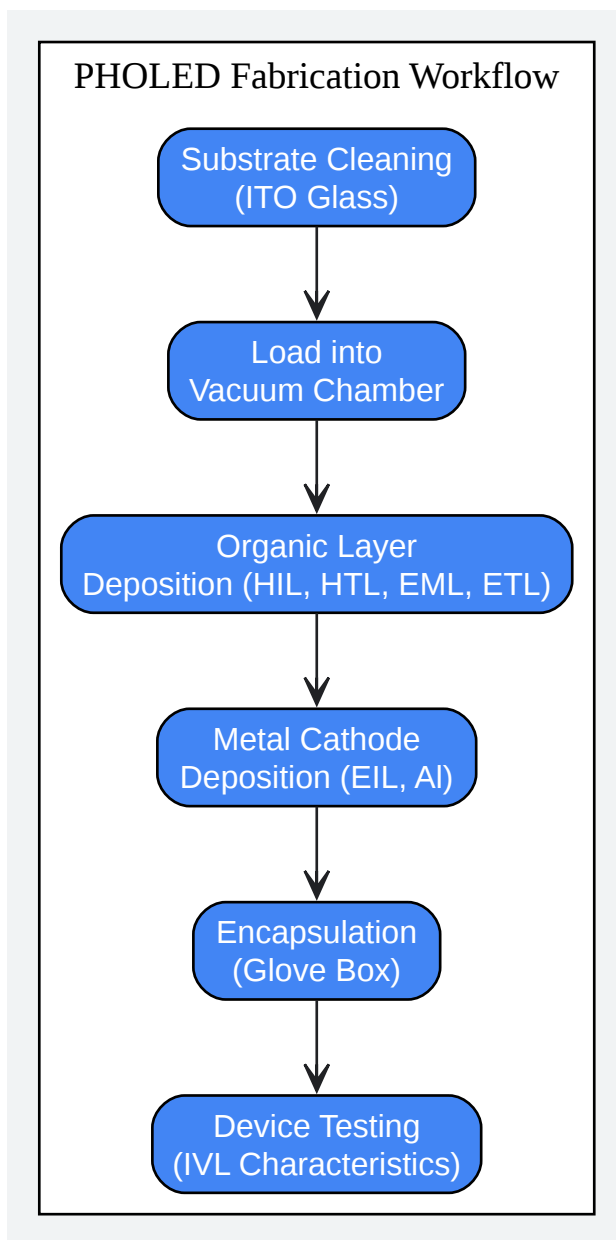 PHOLED Fabrication Workflow
Substrate Cleaning
(ITO Glass)
Load into
Vacuum Chamber
Organic Layer
Deposition (HIL, HTL, EML, ETL)
Metal Cathode
Deposition (EIL, Al)
Encapsulation
(Glove Box)
Device Testing
(IVL Characteristics)